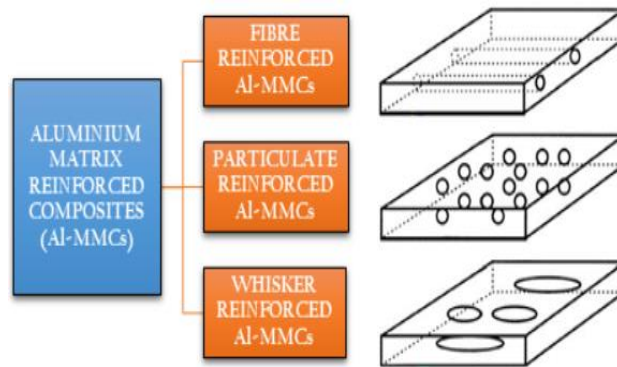 ALUMINIUM
MATRIX
REINFORCED
COMPOSITES
(Al-MMCs)
FIBRE
REINFORCED
Al-MMCs
PARTICULATE
REINFORCED
Al-MMCs
WHISKER
REINFORCED
Al-MMCs